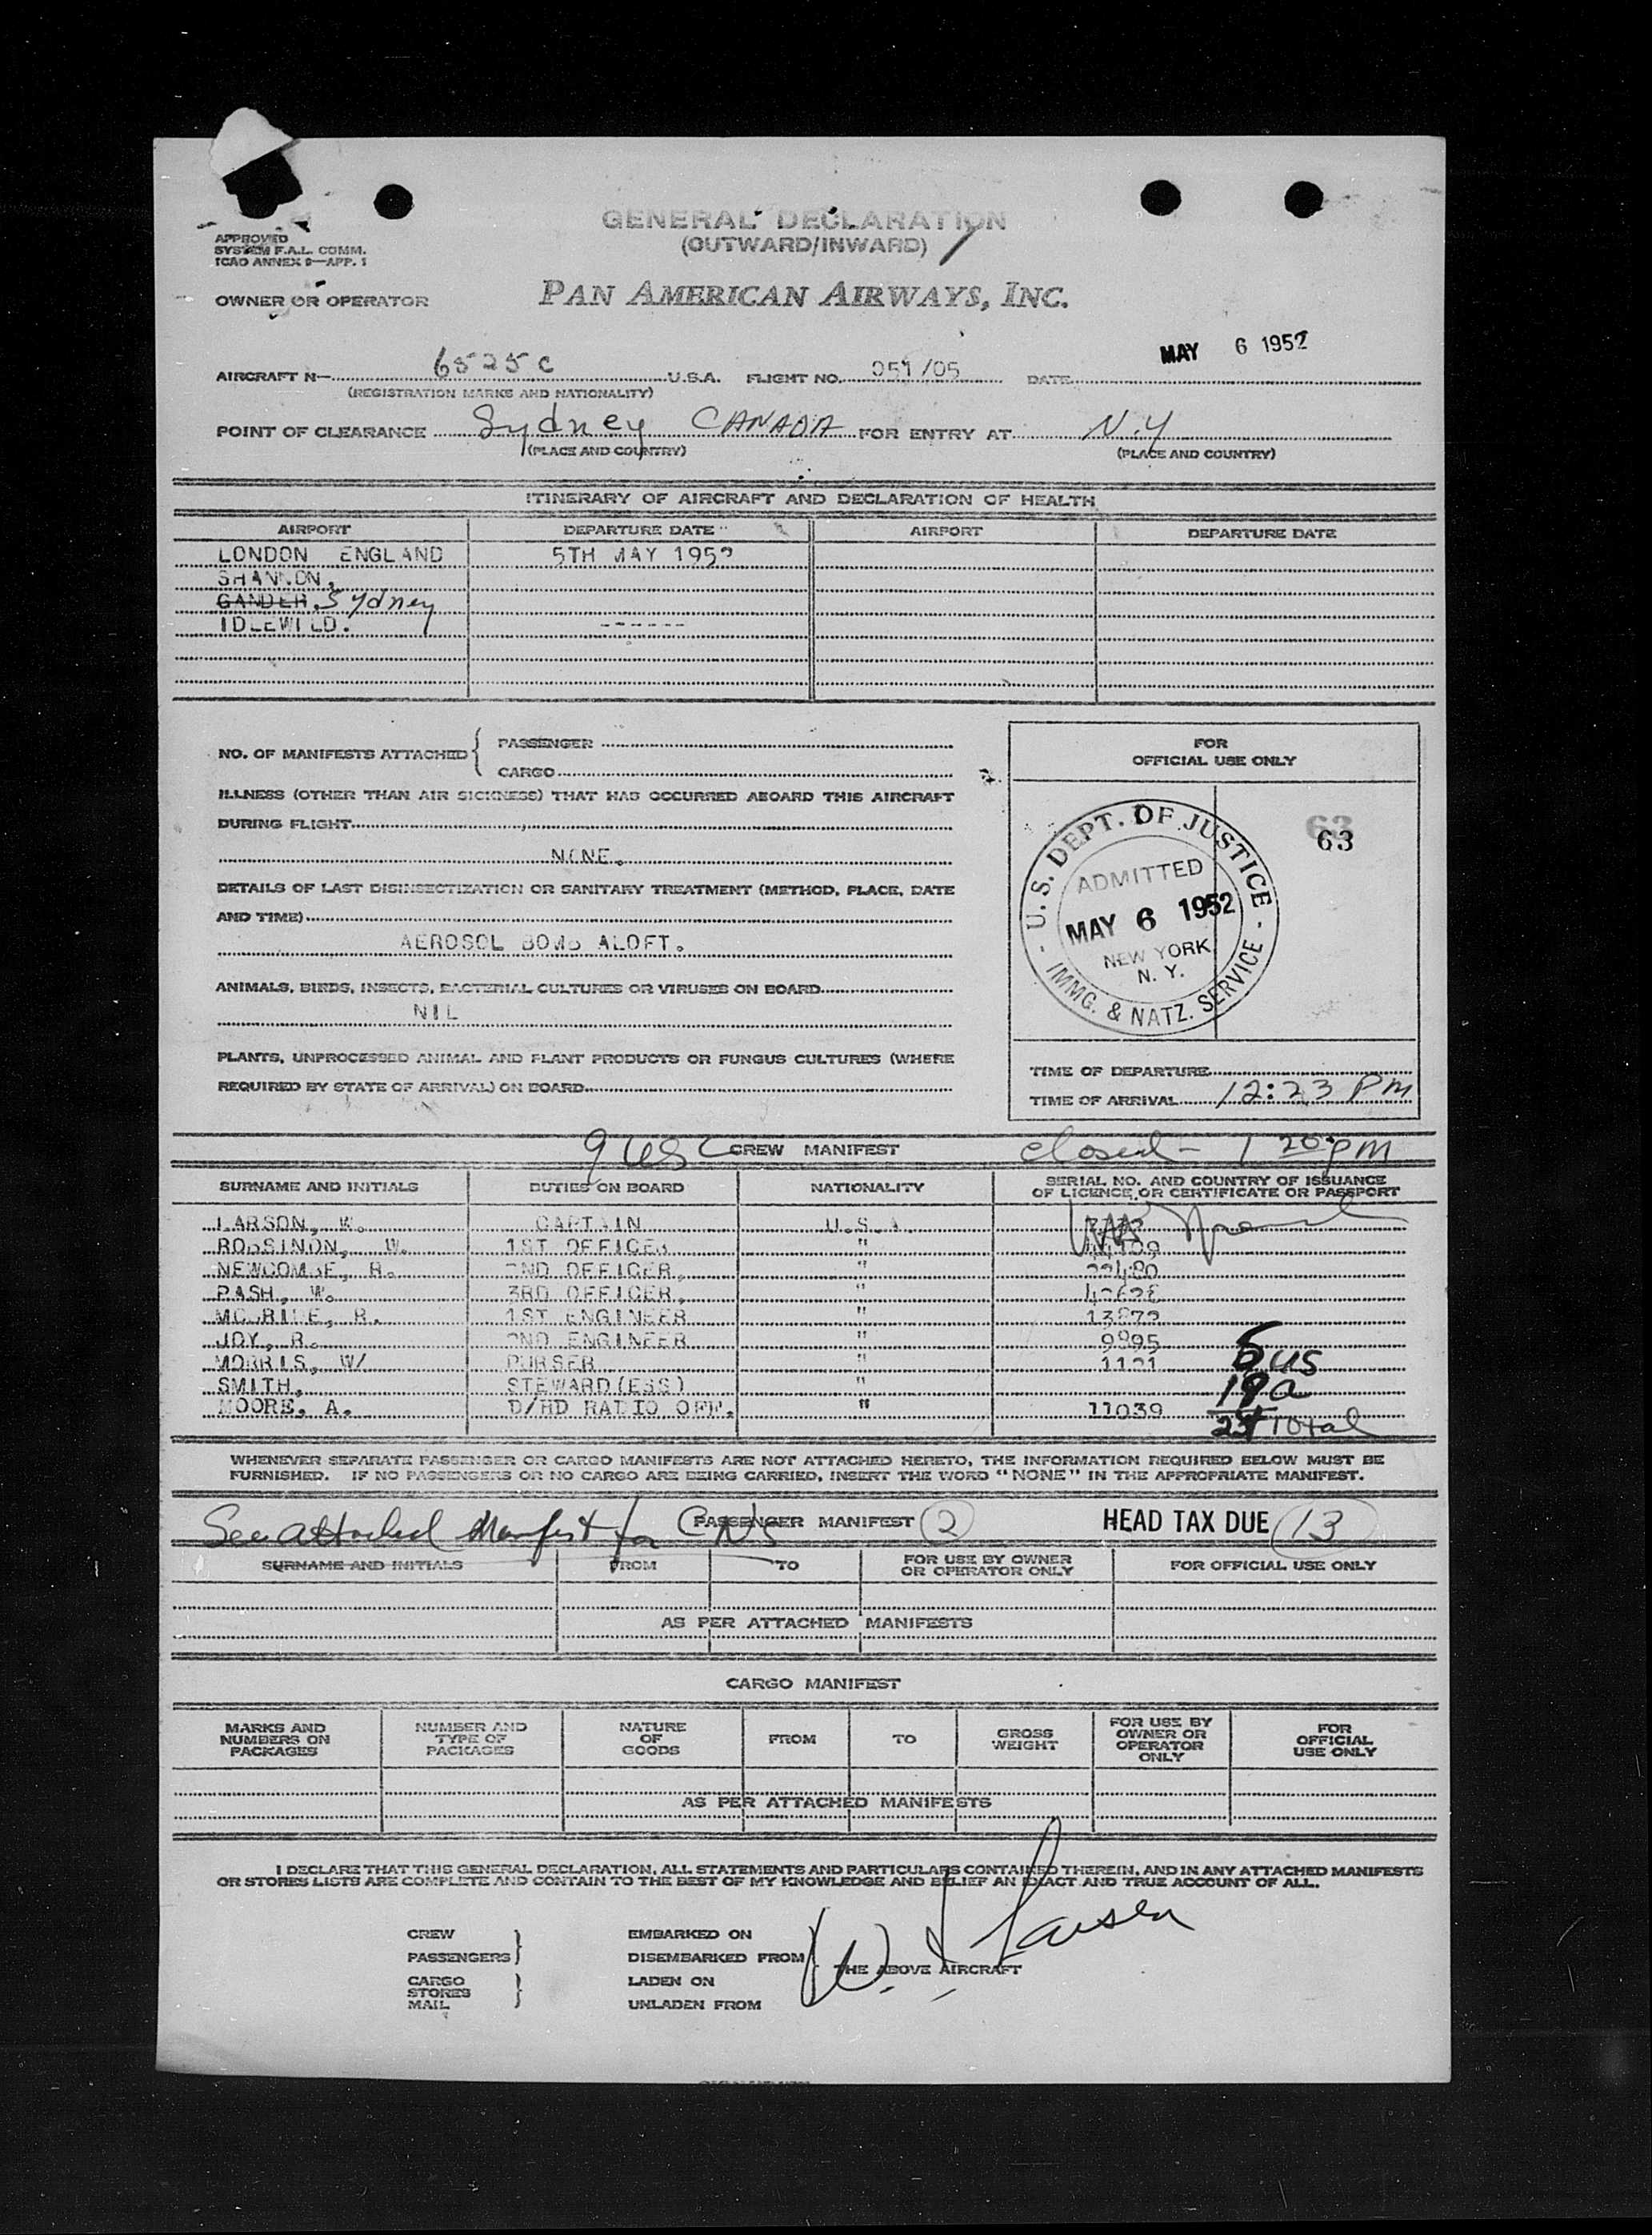 GENERAL DECLARATION
(OUTWARD/INWARD)
APPROVED
SYSTEM F.A.L. COMM.
ICAO ANNEX 9—APP. 1
OWNER OR OPERATOR PAN AMERICAN AIRWAYS, INC.
MAY 6 1952
AIRCRAFT N— 6525C U.S.A. FLIGHT NO. 051/05 DATE
(REGISTRATION MARKS AND NATIONALITY)
POINT OF CLEARANCE Sydney CANADA FOR ENTRY AT N.Y
(PLACE AND COUNTRY) (PLACE AND COUNTRY)
ITINERARY OF AIRCRAFT AND DECLARATION OF HEALTH
AIRPORT DEPARTURE DATE AIRPORT DEPARTURE DATE
LONDON ENGLAND 5TH MAY 1952
SHANNON,
GANDER, Sydney
IDLEWILD. ------
NO. OF MANIFESTS ATTACHED { PASSENGER
CARGO
ILLNESS (OTHER THAN AIR SICKNESS) THAT HAS OCCURRED ABOARD THIS AIRCRAFT
DURING FLIGHT
NONE.
DETAILS OF LAST DISINSECTIZATION OR SANITARY TREATMENT (METHOD, PLACE, DATE
AND TIME)
AEROSOL BOMB ALOFT.
ANIMALS, BIRDS, INSECTS, BACTERIAL CULTURES OR VIRUSES ON BOARD
NIL
PLANTS, UNPROCESSED ANIMAL AND PLANT PRODUCTS OR FUNGUS CULTURES (WHERE
REQUIRED BY STATE OF ARRIVAL) ON BOARD
FOR
OFFICIAL USE ONLY
63
63
U.S. DEPT. OF JUSTICE
ADMITTED
MAY 6 1952
NEW YORK
N. Y.
- IMMG. & NATZ. SERVICE -
TIME OF DEPARTURE
TIME OF ARRIVAL 12:23 PM
9 USC CREW MANIFEST closed - 1 20 PM
SURNAME AND INITIALS DUTIES ON BOARD NATIONALITY SERIAL NO. AND COUNTRY OF ISSUANCE
OF LICENCE OR CERTIFICATE OR PASSPORT
LARSON, W. CAPTAIN U.S.A.
ROBSINON, W. 1ST OFFICER "
NEWCOMBE, R. 2ND OFFICER, " 22480
PASH, W. 3RD OFFICER, " 42628
MCBRIDE, R. 1ST ENGINEER " 13872
JOY, R. 2ND ENGINEER " 9895
MORRIS, W/ PURSER " 1121 5 US
SMITH, STEWARD(ESS) " 19 a
MOORE, A. D/HD RADIO OFF. " 11039
24 Total
WHENEVER SEPARATE PASSENGER OR CARGO MANIFESTS ARE NOT ATTACHED HERETO, THE INFORMATION REQUIRED BELOW MUST BE
FURNISHED. IF NO PASSENGERS OR NO CARGO ARE BEING CARRIED, INSERT THE WORD "NONE" IN THE APPROPRIATE MANIFEST.
See attached Manifest for CNS PASSENGER MANIFEST 2 HEAD TAX DUE 13
SURNAME AND INITIALS FROM TO FOR USE BY OWNER
OR OPERATOR ONLY FOR OFFICIAL USE ONLY
AS PER ATTACHED MANIFESTS
CARGO MANIFEST
MARKS AND
NUMBERS ON
PACKAGES NUMBER AND
TYPE OF
PACKAGES NATURE
OF
GOODS FROM TO GROSS
WEIGHT FOR USE BY
OWNER OR
OPERATOR
ONLY FOR
OFFICIAL
USE ONLY
AS PER ATTACHED MANIFESTS
I DECLARE THAT THIS GENERAL DECLARATION, ALL STATEMENTS AND PARTICULARS CONTAINED THEREIN, AND IN ANY ATTACHED MANIFESTS
OR STORES LISTS ARE COMPLETE AND CONTAIN TO THE BEST OF MY KNOWLEDGE AND BELIEF AN EXACT AND TRUE ACCOUNT OF ALL.
CREW EMBARKED ON
PASSENGERS } DISEMBARKED FROM THE ABOVE AIRCRAFT
CARGO
STORES
MAIL } LADEN ON
UNLADEN FROM
W. Larsen